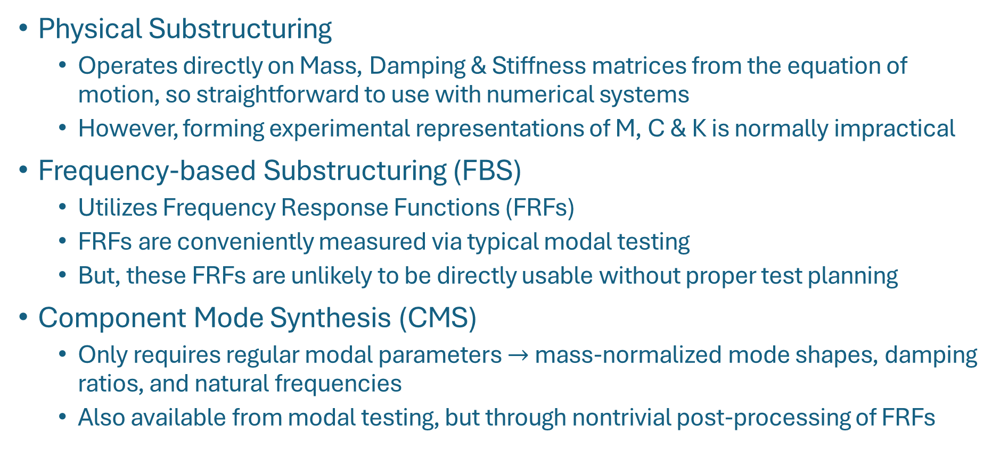 • Physical Substructuring
• Operates directly on Mass, Damping & Stiffness matrices from the equation of
motion, so straightforward to use with numerical systems
• However, forming experimental representations of M, C & K is normally impractical
• Frequency-based Substructuring (FBS)
• Utilizes Frequency Response Functions (FRFs)
• FRFs are conveniently measured via typical modal testing
• But, these FRFs are unlikely to be directly usable without proper test planning
• Component Mode Synthesis (CMS)
• Only requires regular modal parameters → mass-normalized mode shapes, damping
ratios, and natural frequencies
• Also available from modal testing, but through nontrivial post-processing of FRFs